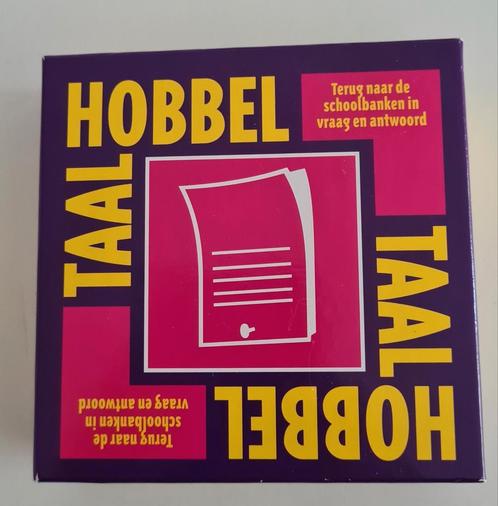 HOBBEL
TAAL
Terug naar de
schoolbanken in
vraag en antwoord
TAAL
HOBBEL
Terug naar de
schoolbanken in
vraag en antwoord